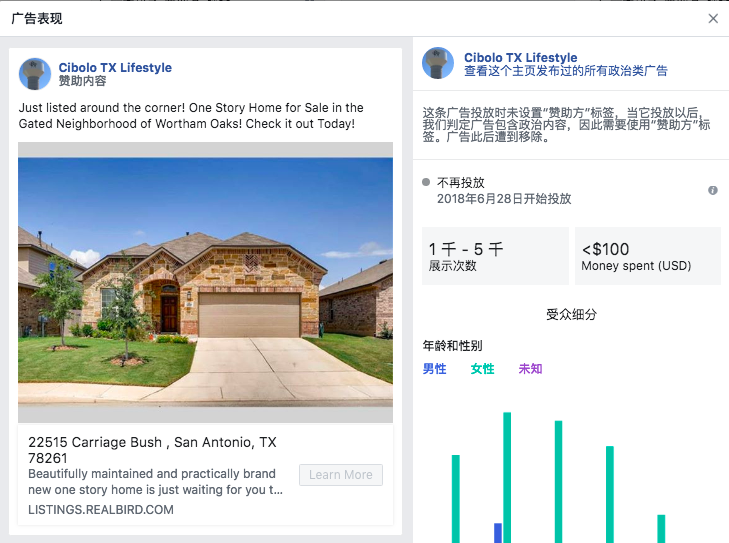 广告表现
Cibolo TX Lifestyle
赞助内容
Just listed around the corner! One Story Home for Sale in the
Gated Neighborhood of Wortham Oaks! Check it out Today!
22515 Carriage Bush , San Antonio, TX
78261
Beautifully maintained and practically brand
new one story home is just waiting for you t...
LISTINGS.REALBIRD.COM
Learn More
Cibolo TX Lifestyle
查看这个主页发布过的所有政治类广告
这条广告投放时未设置“赞助方”标签，当它投放以后，
我们判定广告包含政治内容，因此需要使用“赞助方”标
签。广告此后遭到移除。
不再投放
2018年6月28日开始投放
1 千 - 5 千
展示次数
<$100
Money spent (USD)
受众细分
年龄和性别
男性 女性 未知